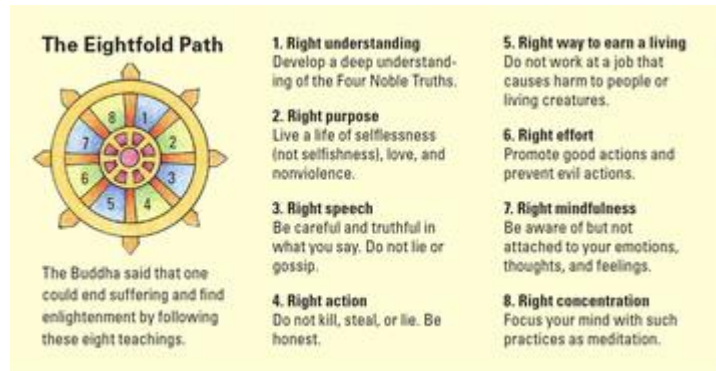 The Eightfold Path
8 1
7 2
6 3
5 4
The Buddha said that one
could end suffering and find
enlightenment by following
these eight teachings.
1. Right understanding
Develop a deep understand-
ing of the Four Noble Truths.
2. Right purpose
Live a life of selflessness
(not selfishness), love, and
nonviolence.
3. Right speech
Be careful and truthful in
what you say. Do not lie or
gossip.
4. Right action
Do not kill, steal, or lie. Be
honest.
5. Right way to earn a living
Do not work at a job that
causes harm to people or
living creatures.
6. Right effort
Promote good actions and
prevent evil actions.
7. Right mindfulness
Be aware of but not
attached to your emotions,
thoughts, and feelings.
8. Right concentration
Focus your mind with such
practices as meditation.